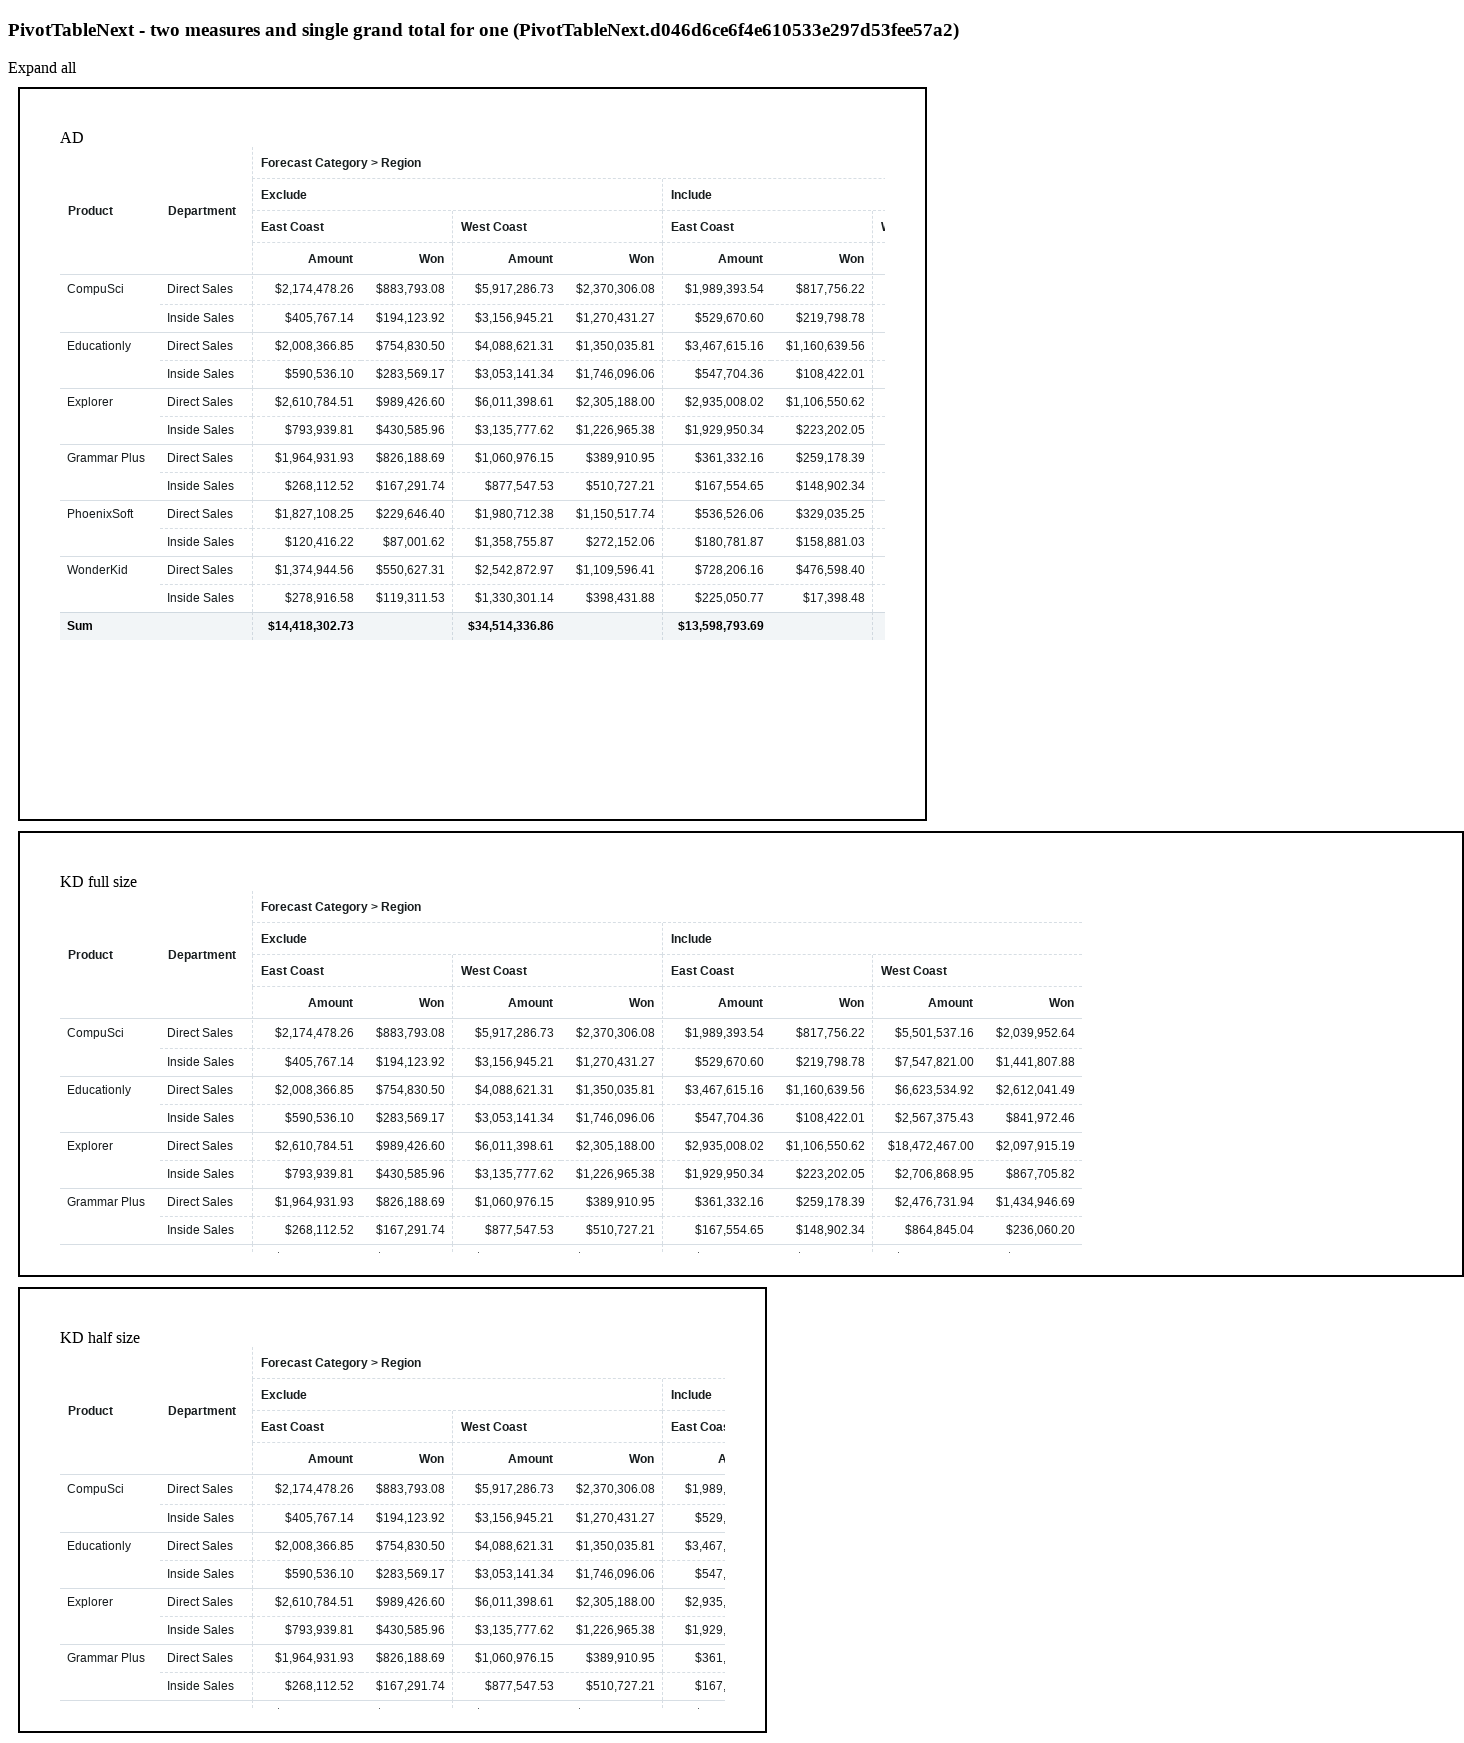 PivotTableNext - two measures and single grand total for one (PivotTableNext.d046d6ce6f4e610533e297d53fee57a2)
Expand all
AD
Forecast Category > Region
Exclude Include
Product Department
East Coast West Coast East Coast
Amount Won Amount Won Amount Won
CompuSci Direct Sales $2,174,478.26 $883,793.08 $5,917,286.73 $2,370,306.08 $1,989,393.54 $817,756.22
Inside Sales $405,767.14 $194,123.92 $3,156,945.21 $1,270,431.27 $529,670.60 $219,798.78
Educationly Direct Sales $2,008,366.85 $754,830.50 $4,088,621.31 $1,350,035.81 $3,467,615.16 $1,160,639.56
Inside Sales $590,536.10 $283,569.17 $3,053,141.34 $1,746,096.06 $547,704.36 $108,422.01
Explorer Direct Sales $2,610,784.51 $989,426.60 $6,011,398.61 $2,305,188.00 $2,935,008.02 $1,106,550.62
Inside Sales $793,939.81 $430,585.96 $3,135,777.62 $1,226,965.38 $1,929,950.34 $223,202.05
Grammar Plus Direct Sales $1,964,931.93 $826,188.69 $1,060,976.15 $389,910.95 $361,332.16 $259,178.39
Inside Sales $268,112.52 $167,291.74 $877,547.53 $510,727.21 $167,554.65 $148,902.34
PhoenixSoft Direct Sales $1,827,108.25 $229,646.40 $1,980,712.38 $1,150,517.74 $536,526.06 $329,035.25
Inside Sales $120,416.22 $87,001.62 $1,358,755.87 $272,152.06 $180,781.87 $158,881.03
WonderKid Direct Sales $1,374,944.56 $550,627.31 $2,542,872.97 $1,109,596.41 $728,206.16 $476,598.40
Inside Sales $278,916.58 $119,311.53 $1,330,301.14 $398,431.88 $225,050.77 $17,398.48
Sum $14,418,302.73 $34,514,336.86 $13,598,793.69
KD full size
Forecast Category > Region
Exclude Include
Product Department
East Coast West Coast East Coast West Coast
Amount Won Amount Won Amount Won Amount Won
CompuSci Direct Sales $2,174,478.26 $883,793.08 $5,917,286.73 $2,370,306.08 $1,989,393.54 $817,756.22 $5,501,537.16 $2,039,952.64
Inside Sales $405,767.14 $194,123.92 $3,156,945.21 $1,270,431.27 $529,670.60 $219,798.78 $7,547,821.00 $1,441,807.88
Educationly Direct Sales $2,008,366.85 $754,830.50 $4,088,621.31 $1,350,035.81 $3,467,615.16 $1,160,639.56 $6,623,534.92 $2,612,041.49
Inside Sales $590,536.10 $283,569.17 $3,053,141.34 $1,746,096.06 $547,704.36 $108,422.01 $2,567,375.43 $841,972.46
Explorer Direct Sales $2,610,784.51 $989,426.60 $6,011,398.61 $2,305,188.00 $2,935,008.02 $1,106,550.62 $18,472,467.00 $2,097,915.19
Inside Sales $793,939.81 $430,585.96 $3,135,777.62 $1,226,965.38 $1,929,950.34 $223,202.05 $2,706,868.95 $867,705.82
Grammar Plus Direct Sales $1,964,931.93 $826,188.69 $1,060,976.15 $389,910.95 $361,332.16 $259,178.39 $2,476,731.94 $1,434,946.69
Inside Sales $268,112.52 $167,291.74 $877,547.53 $510,727.21 $167,554.65 $148,902.34 $864,845.04 $236,060.20
KD half size
Forecast Category > Region
Exclude Include
Product Department
East Coast West Coast East Coas
Amount Won Amount Won A
CompuSci Direct Sales $2,174,478.26 $883,793.08 $5,917,286.73 $2,370,306.08 $1,989,
Inside Sales $405,767.14 $194,123.92 $3,156,945.21 $1,270,431.27 $529,
Educationly Direct Sales $2,008,366.85 $754,830.50 $4,088,621.31 $1,350,035.81 $3,467,
Inside Sales $590,536.10 $283,569.17 $3,053,141.34 $1,746,096.06 $547,
Explorer Direct Sales $2,610,784.51 $989,426.60 $6,011,398.61 $2,305,188.00 $2,935,
Inside Sales $793,939.81 $430,585.96 $3,135,777.62 $1,226,965.38 $1,929,
Grammar Plus Direct Sales $1,964,931.93 $826,188.69 $1,060,976.15 $389,910.95 $361,
Inside Sales $268,112.52 $167,291.74 $877,547.53 $510,727.21 $167,